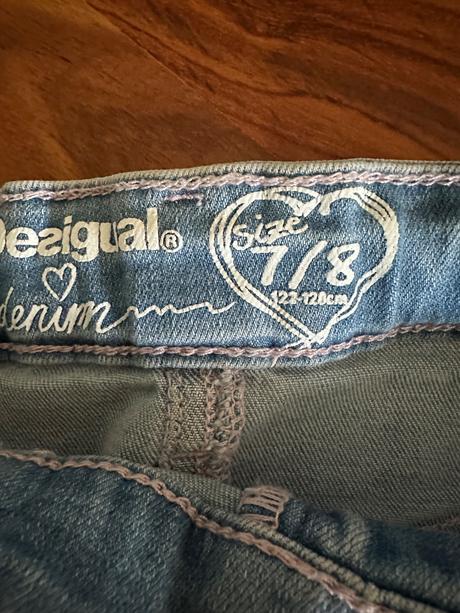 Desigual®
denim
Size
7/8
122-128cm